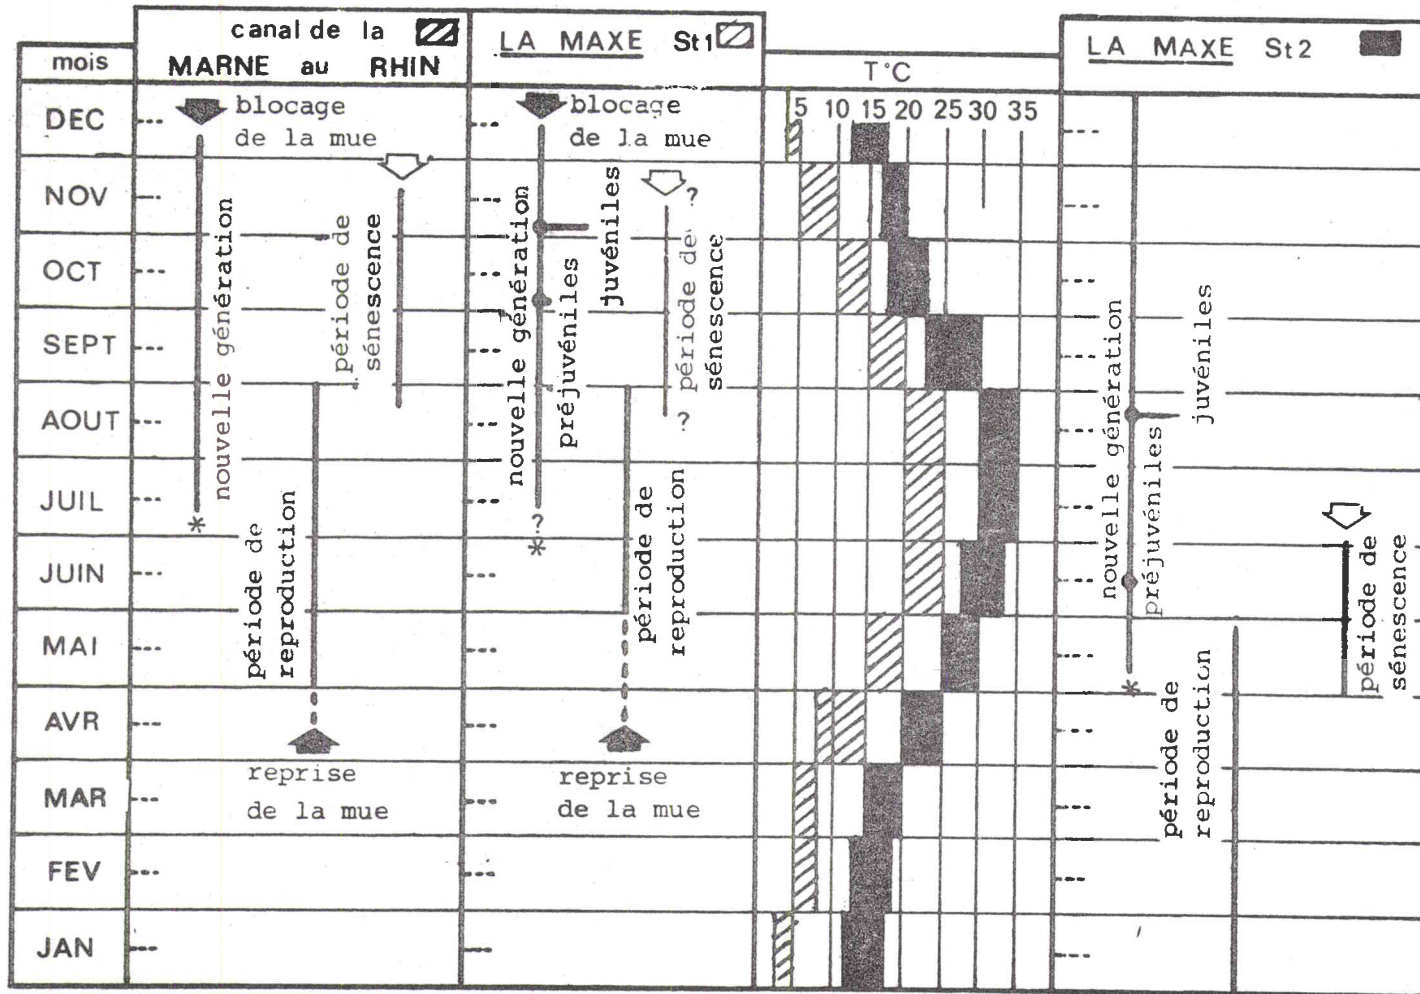 mois
canal de la
MARNE au RHIN
LA MAXE St1
T°C
5 10 15 20 25 30 35
LA MAXE St2
DEC
NOV
OCT
SEPT
AOUT
JUIL
JUIN
MAI
AVR
MAR
FEV
JAN
blocage
de la mue
nouvelle génération
*
période de
sénescence
période de
reproduction
reprise
de la mue
blocage
de la mue
nouvelle génération
juvéniles
préjuvéniles
?
*
?
période de
sénescence
?
période de
reproduction
reprise
de la mue
nouvelle génération
juvéniles
préjuvéniles
*
période de
reproduction
période de
sénescence